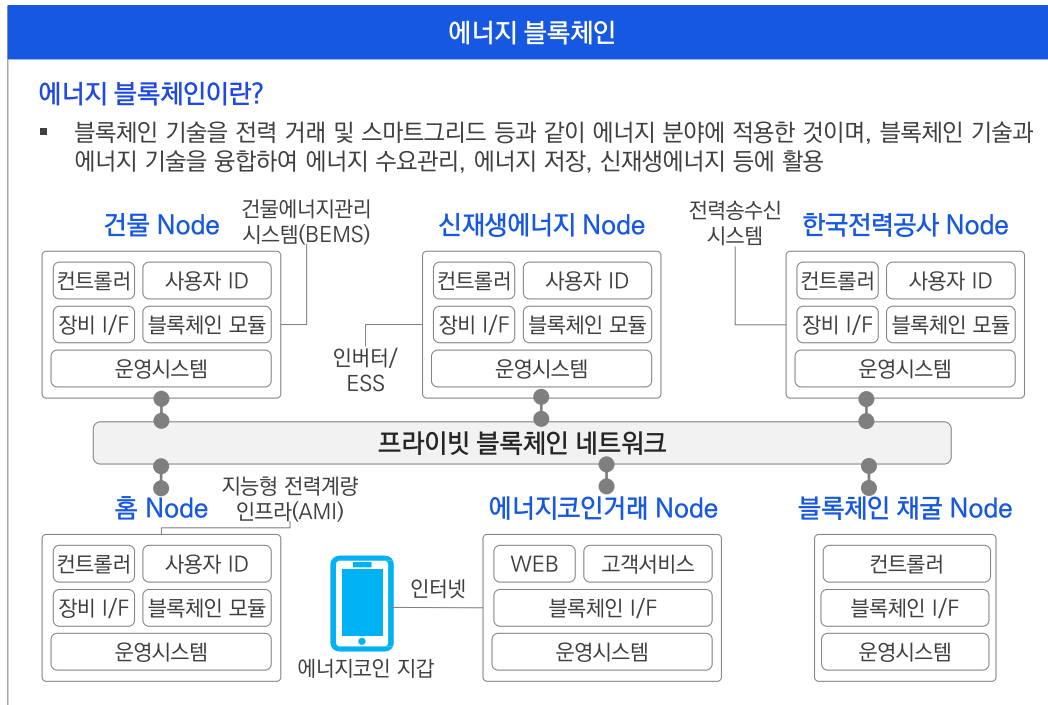 에너지 블록체인
에너지 블록체인이란?
▪ 블록체인 기술을 전력 거래 및 스마트그리드 등과 같이 에너지 분야에 적용한 것이며, 블록체인 기술과
에너지 기술을 융합하여 에너지 수요관리, 에너지 저장, 신재생에너지 등에 활용
건물 Node
건물에너지관리
시스템(BEMS)
컨트롤러
사용자 ID
장비 I/F
블록체인 모듈
운영시스템
신재생에너지 Node
인버터/
ESS
컨트롤러
사용자 ID
장비 I/F
블록체인 모듈
운영시스템
전력송수신
시스템
한국전력공사 Node
컨트롤러
사용자 ID
장비 I/F
블록체인 모듈
운영시스템
프라이빗 블록체인 네트워크
홈 Node
지능형 전력계량
인프라(AMI)
컨트롤러
사용자 ID
장비 I/F
블록체인 모듈
운영시스템
에너지코인 지갑
인터넷
에너지코인거래 Node
WEB
고객서비스
블록체인 I/F
운영시스템
블록체인 채굴 Node
컨트롤러
블록체인 I/F
운영시스템